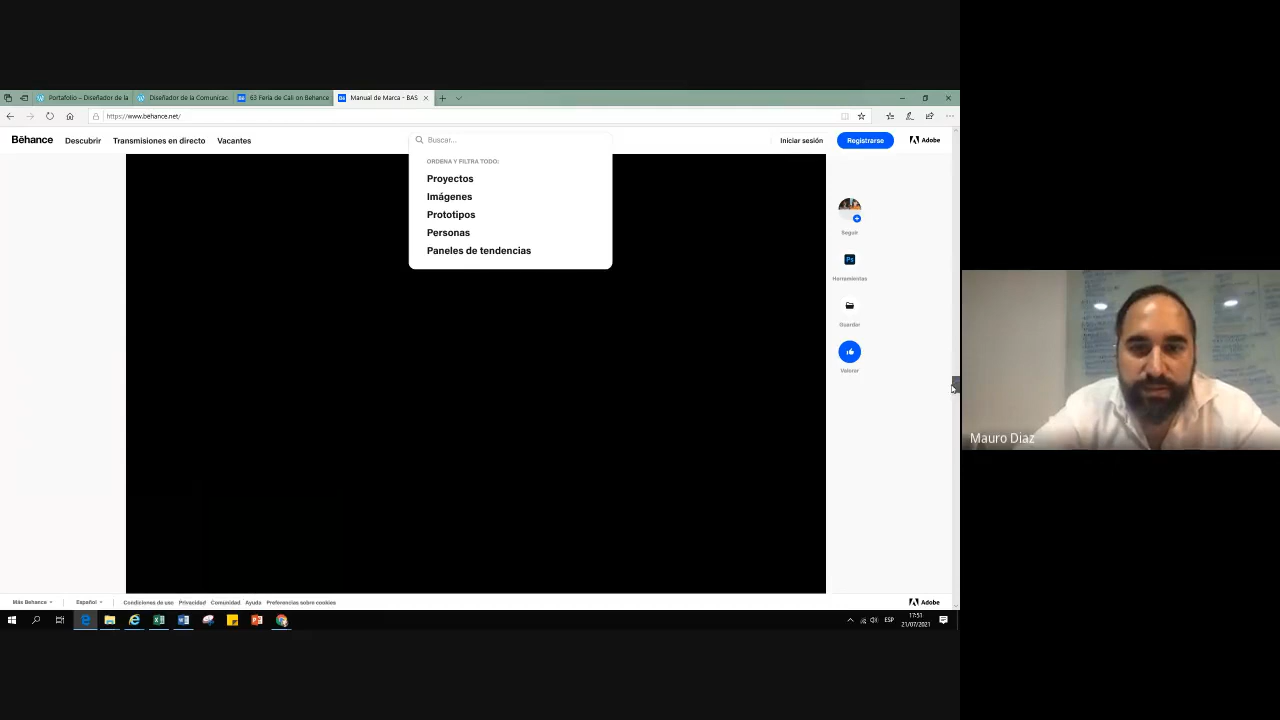 Portafolio – Diseñador de la
Diseñador de la Comunicac
63 Feria de Cali on Behance
Manual de Marca - BAS
https://www.behance.net/
Bēhance
Descubrir
Transmisiones en directo
Vacantes
Buscar...
Iniciar sesión
Registrarse
Adobe
ORDENA Y FILTRA TODO:
Proyectos
Imágenes
Prototipos
Personas
Paneles de tendencias
Seguir
Ps
Herramientas
Guardar
Valorar
Mauro Diaz
Más Behance
Español
Condiciones de uso
Privacidad
Comunidad
Ayuda
Preferencias sobre cookies
Adobe
ESP
17:51
21/07/2021